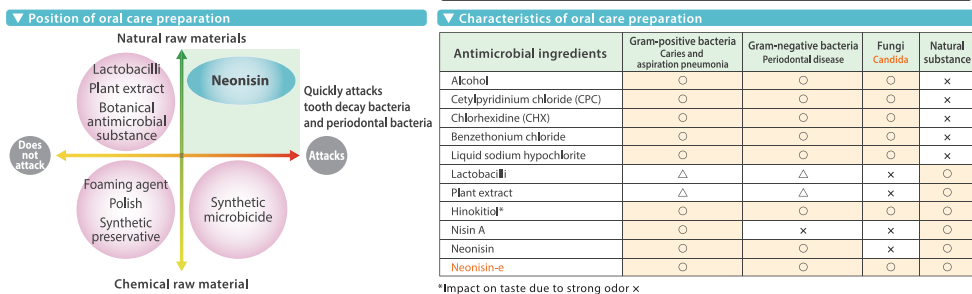 ▼ Position of oral care preparation
Natural raw materials
Lactobacilli
Plant extract
Botanical
antimicrobial
substance
Neonisin
Quickly attacks
tooth decay bacteria
and periodontal bacteria
Does
not
attack
Attacks
Foaming agent
Polish
Synthetic
preservative
Synthetic
microbicide
Chemical raw material
▼ Characteristics of oral care preparation
Antimicrobial ingredients Gram-positive bacteria Caries and aspiration pneumonia Gram-negative bacteria Periodontal disease Fungi Candida Natural substance
Alcohol ○ ○ ○ ×
Cetylpyridinium chloride (CPC) ○ ○ ○ ×
Chlorhexidine (CHX) ○ ○ ○ ×
Benzethonium chloride ○ ○ ○ ×
Liquid sodium hypochlorite ○ ○ ○ ×
Lactobacilli △ △ × ○
Plant extract △ △ × ○
Hinokitiol* ○ ○ ○ ○
Nisin A ○ × × ○
Neonisin ○ ○ × ○
Neonisin-e ○ ○ ○ ○
*Impact on taste due to strong odor ×